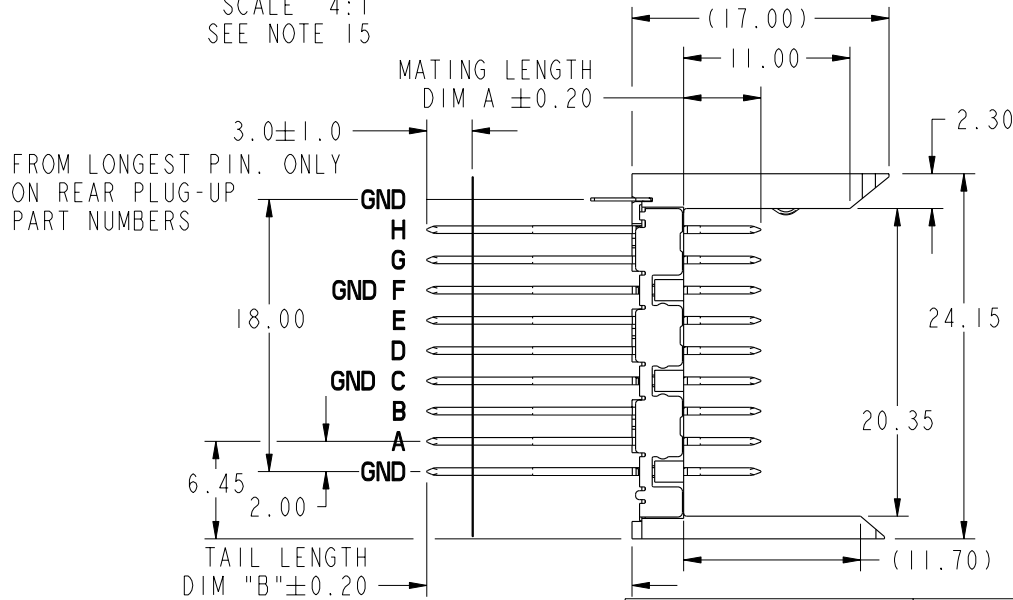 SCALE 4:1
SEE NOTE 15
(17.00)
11.00
MATING LENGTH
DIM A ±0.20
3.0±1.0
2.30
FROM LONGEST PIN. ONLY
ON REAR PLUG-UP
PART NUMBERS
GND
H
G
GND F
E
18.00
24.15
D
GND C
B
20.35
A
GND
6.45
2.00
TAIL LENGTH
DIM "B"±0.20
(11.70)